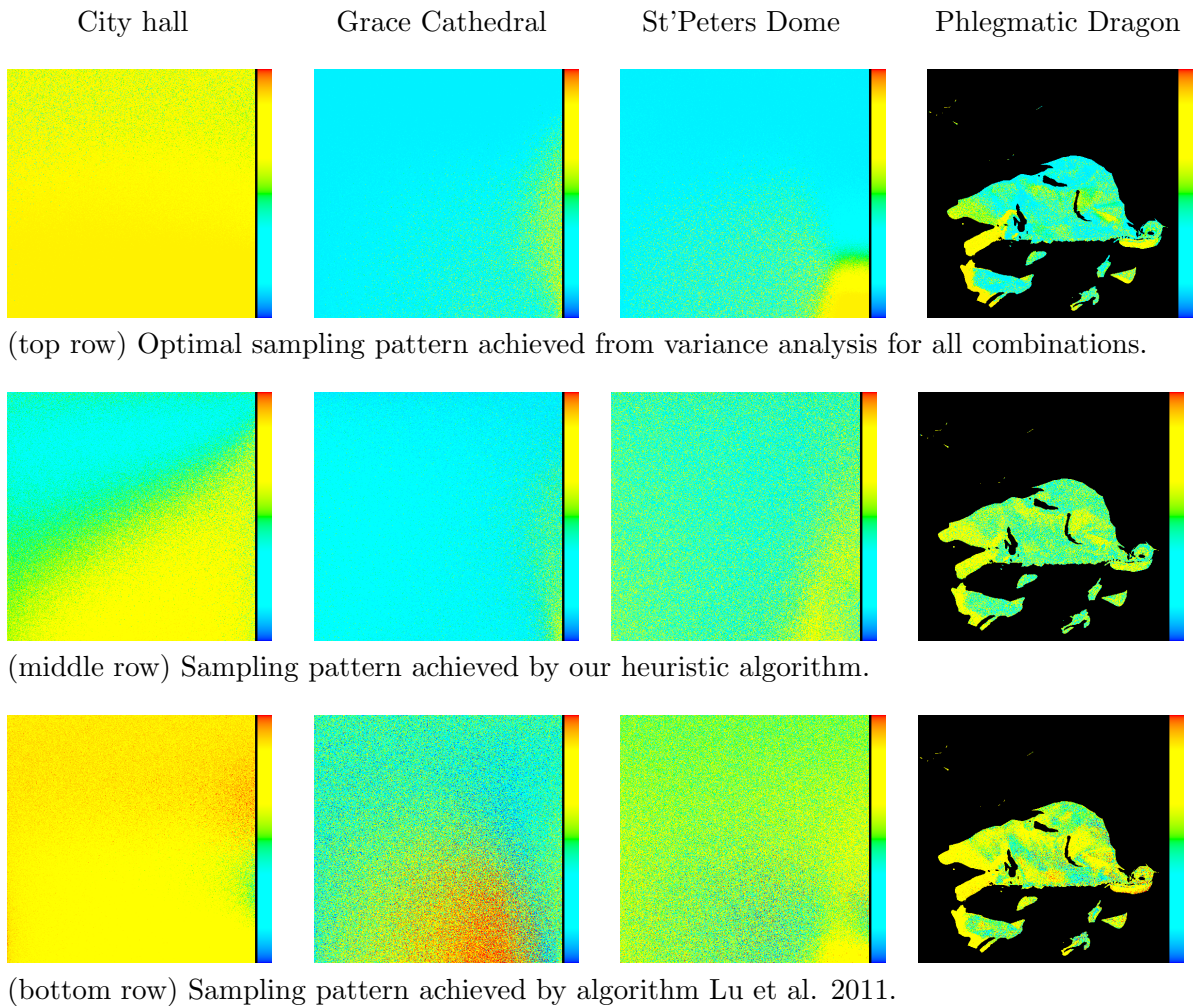 City hall Grace Cathedral St'Peters Dome Phlegmatic Dragon
(top row) Optimal sampling pattern achieved from variance analysis for all combinations.
(middle row) Sampling pattern achieved by our heuristic algorithm.
(bottom row) Sampling pattern achieved by algorithm Lu et al. 2011.